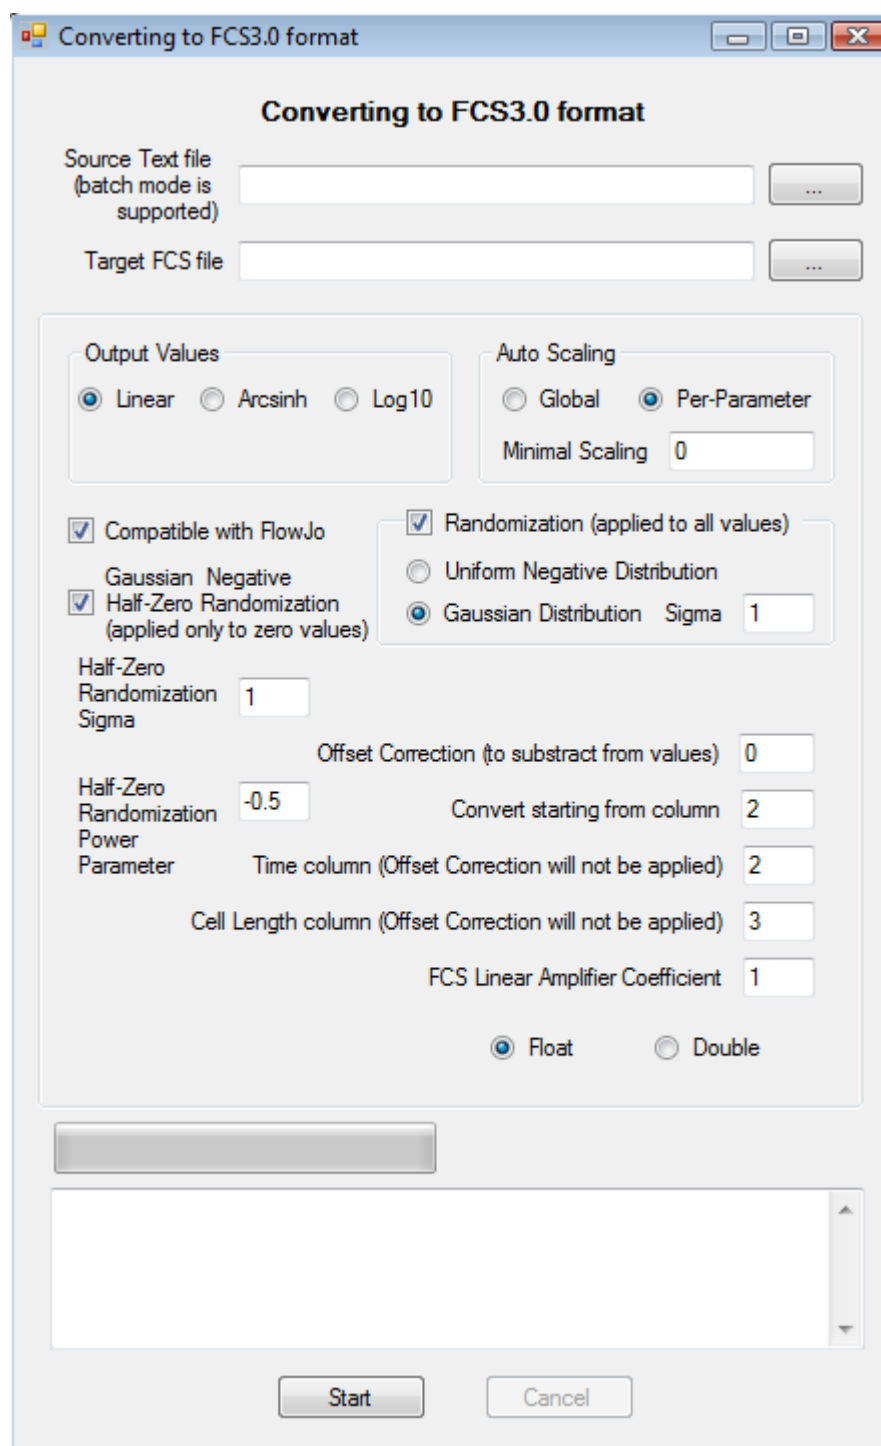 Converting to FCS3.0 format
Converting to FCS3.0 format
Source Text file
(batch mode is
supported)
...
Target FCS file
...
Output Values
Linear Arcsinh Log10
Auto Scaling
Global Per-Parameter
Minimal Scaling 0
Compatible with FlowJo
Randomization (applied to all values)
Uniform Negative Distribution
Gaussian Distribution Sigma 1
Gaussian Negative
Half-Zero Randomization
(applied only to zero values)
Half-Zero
Randomization
Sigma
1
Offset Correction (to substract from values) 0
Half-Zero
Randomization
Power
Parameter
-0.5
Convert starting from column 2
Time column (Offset Correction will not be applied) 2
Cell Length column (Offset Correction will not be applied) 3
FCS Linear Amplifier Coefficient 1
Float Double
Start Cancel